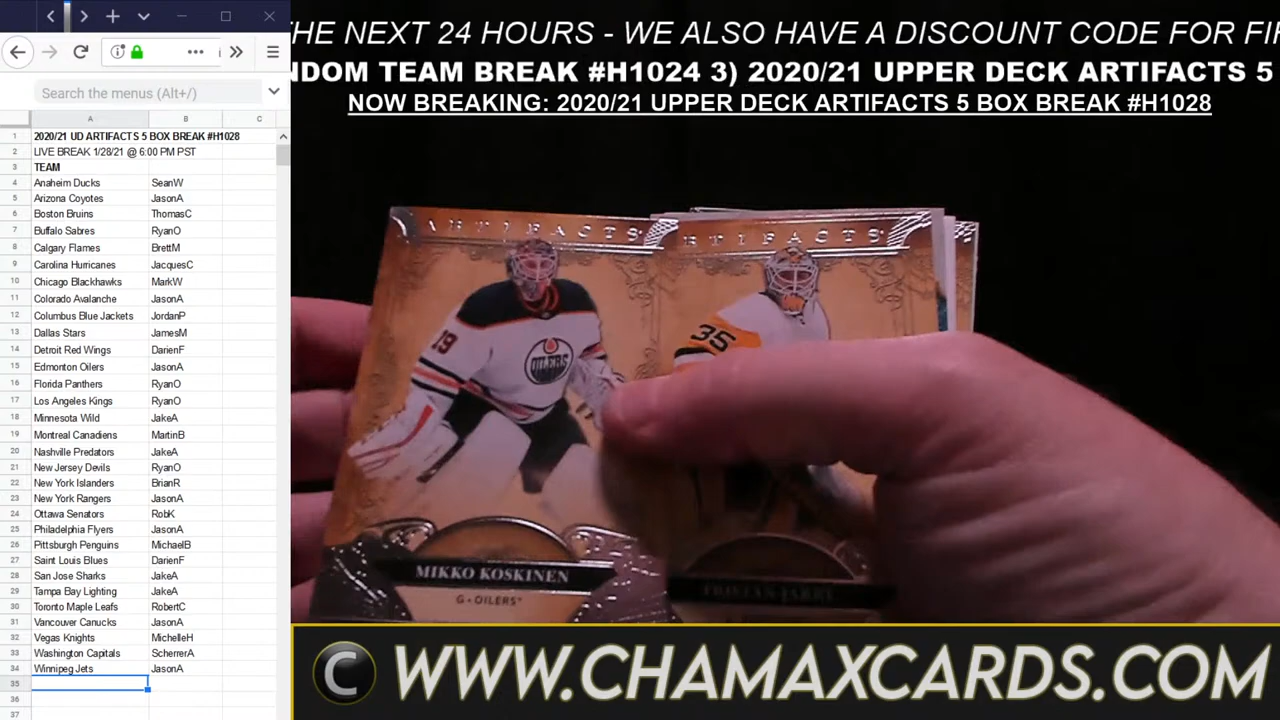 Search the menus (Alt+/)
A B C
1 2020/21 UD ARTIFACTS 5 BOX BREAK #H1028
2 LIVE BREAK 1/28/21 @ 6:00 PM PST
3 TEAM
4 Anaheim Ducks SeanW
5 Arizona Coyotes JasonA
6 Boston Bruins ThomasC
7 Buffalo Sabres RyanO
8 Calgary Flames BrettM
9 Carolina Hurricanes JacquesC
10 Chicago Blackhawks MarkW
11 Colorado Avalanche JasonA
12 Columbus Blue Jackets JordanP
13 Dallas Stars JamesM
14 Detroit Red Wings DarienF
15 Edmonton Oilers JasonA
16 Florida Panthers RyanO
17 Los Angeles Kings RyanO
18 Minnesota Wild JakeA
19 Montreal Canadiens MartinB
20 Nashville Predators JakeA
21 New Jersey Devils RyanO
22 New York Islanders BrianR
23 New York Rangers JasonA
24 Ottawa Senators RobK
25 Philadelphia Flyers JasonA
26 Pittsburgh Penguins MichaelB
27 Saint Louis Blues DarienF
28 San Jose Sharks JakeA
29 Tampa Bay Lighting JakeA
30 Toronto Maple Leafs RobertC
31 Vancouver Canucks JasonA
32 Vegas Knights MichelleH
33 Washington Capitals ScherrerA
34 Winnipeg Jets JasonA
35
36
37
HE NEXT 24 HOURS - WE ALSO HAVE A DISCOUNT CODE FOR FI
NDOM TEAM BREAK #H1024 3) 2020/21 UPPER DECK ARTIFACTS 5
NOW BREAKING: 2020/21 UPPER DECK ARTIFACTS 5 BOX BREAK #H1028
ARTIFACTS
RTIFACTS
19
OILERS
35
MIKKO KOSKINEN
G • OILERS
TRISTAN JARRY
C WWW.CHAMAXCARDS.COM